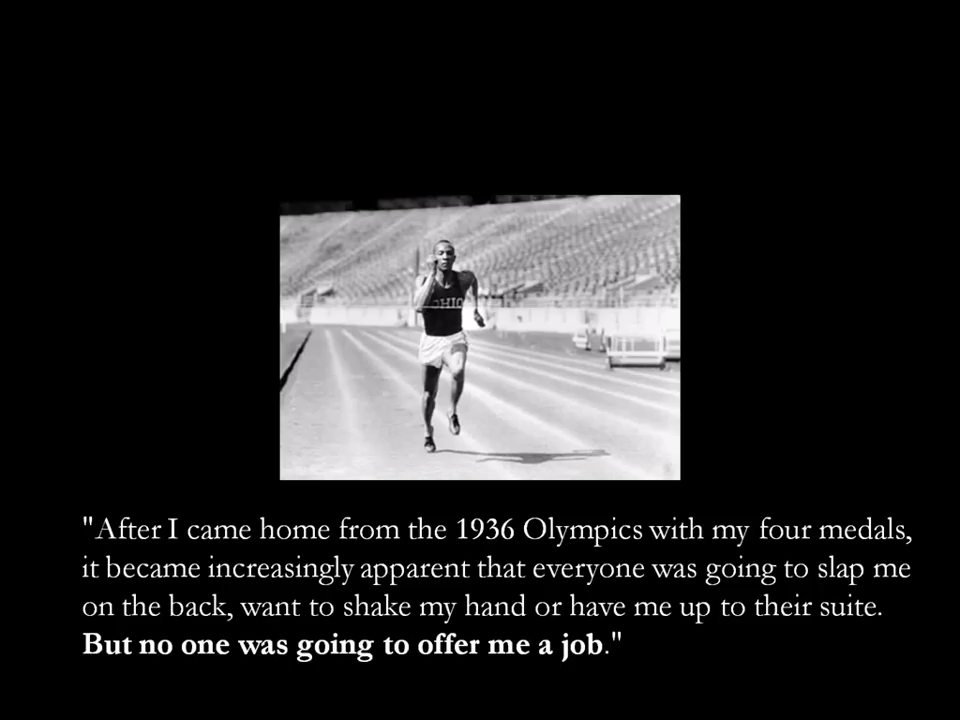 OHIO
"After I came home from the 1936 Olympics with my four medals,
it became increasingly apparent that everyone was going to slap me
on the back, want to shake my hand or have me up to their suite.
But no one was going to offer me a job."